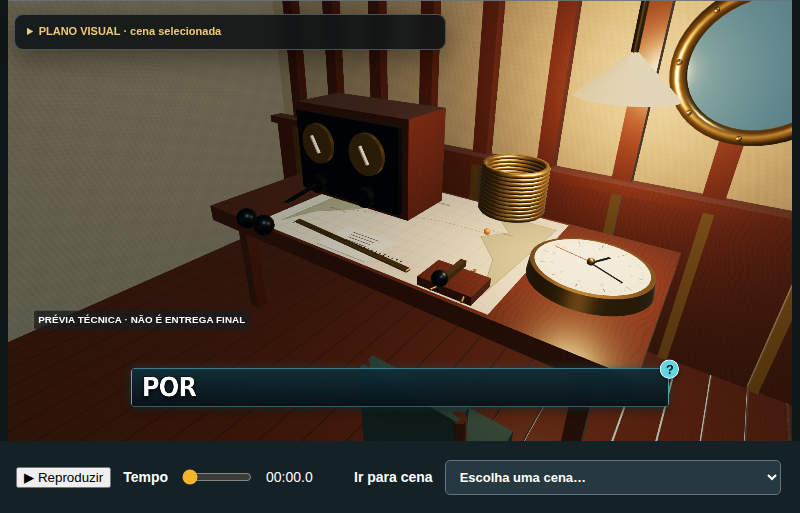 ▶ PLANO VISUAL · cena selecionada
PRÉVIA TÉCNICA · NÃO É ENTREGA FINAL
?
POR
▶ Reproduzir
Tempo
00:00.0
Ir para cena
Escolha uma cena…